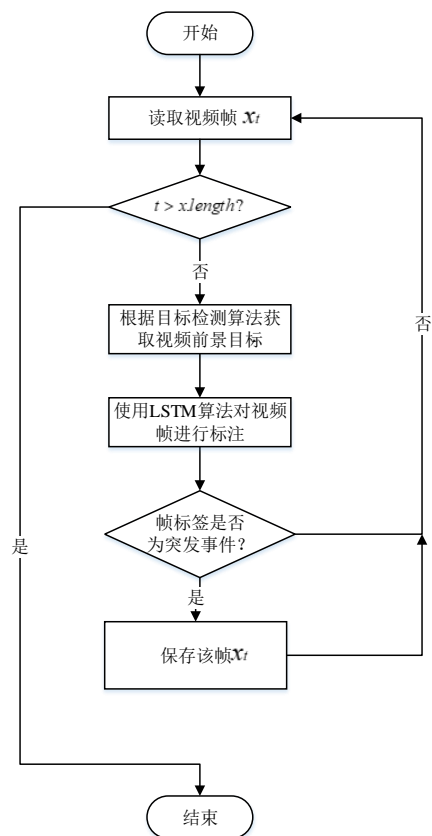 开始
读取视频帧 xt
t > x.length?
否
根据目标检测算法获
取视频前景目标
否
使用LSTM算法对视频
帧进行标注
帧标签是否
为突发事件?
是
是
保存该帧xt
结束